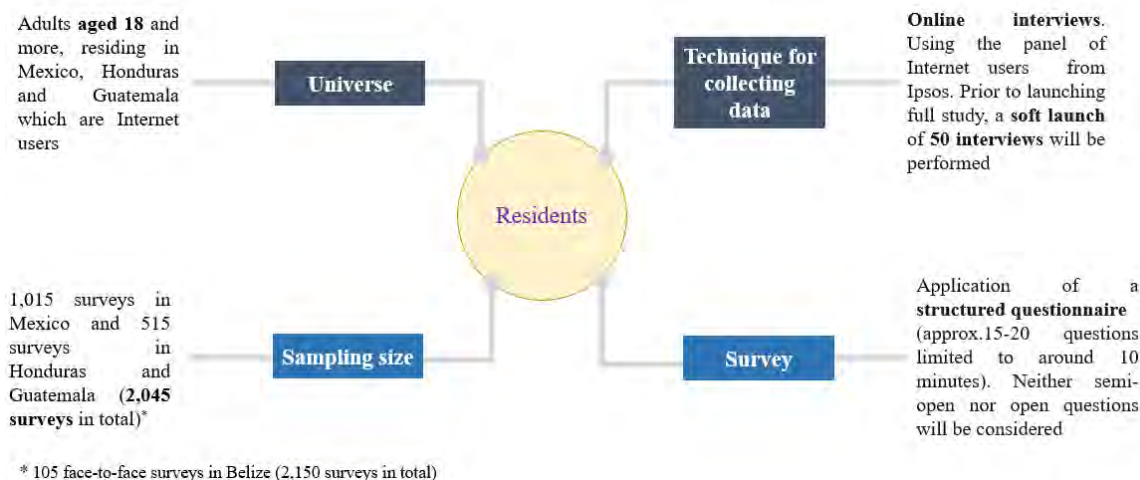 Adults aged 18 and
more, residing in
Mexico, Honduras
and Guatemala
which are Internet
users
Universe
Technique for
collecting
data
Online interviews.
Using the panel of
Internet users from
Ipsos. Prior to launching
full study, a soft launch
of 50 interviews will be
performed
Residents
1,015 surveys in
Mexico and 515
surveys in
Honduras and
Guatemala (2,045
surveys in total)*
Sampling size
Survey
Application of a
structured questionnaire
(approx.15-20 questions
limited to around 10
minutes). Neither semi-
open nor open questions
will be considered
* 105 face-to-face surveys in Belize (2,150 surveys in total)